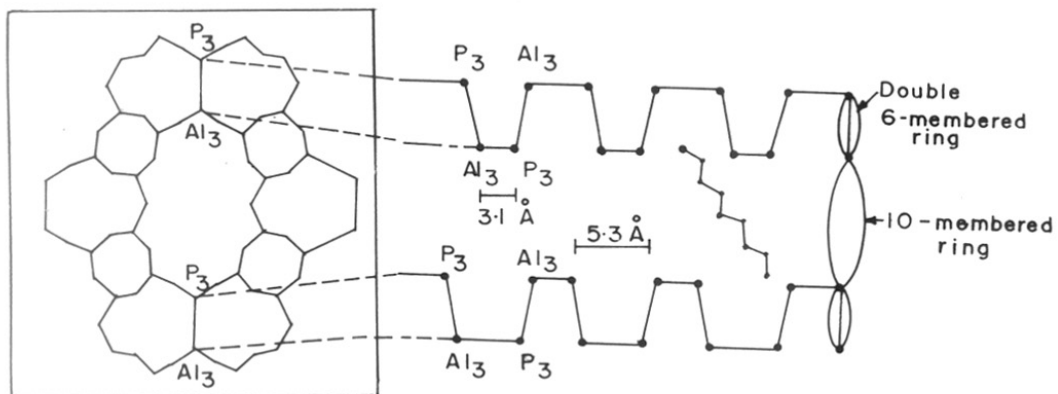 P3
Al3
P3
Al3
P3
Al3
Al3
P3
3·1 Å
5·3 Å
P3
Al3
Al3
P3
Double
6-membered
ring
10-membered
ring